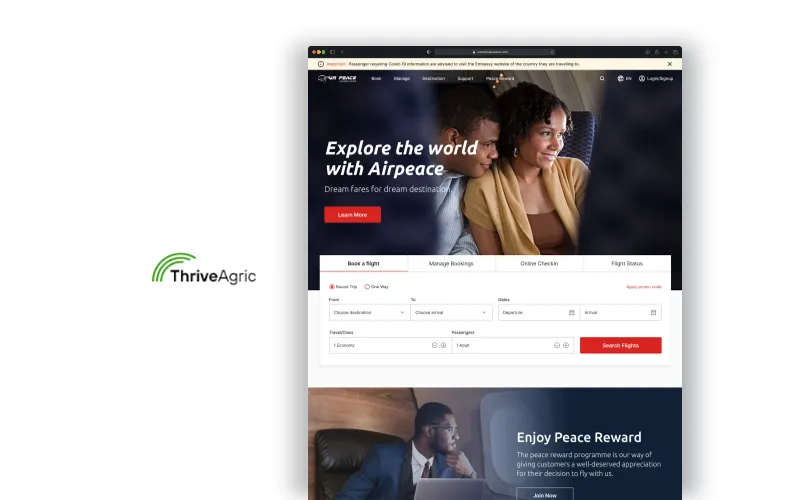 ThriveAgric
Important: Passenger requiring Covid-19 information are advised to visit the Embassy website of the country they are travelling to.
AIR PEACE
Book Manage Destination Support Peace Reward EN Login/Signup
Explore the world
with Airpeace
Dream fares for dream destination.
Learn More
Book a flight Manage Bookings Online Checkin Flight Status
Round Trip One Way Apply promo code
From To Dates
Choose destination Choose arrival Departure Arrival
Travel/Class Passengers
1 Economy 1 Adult Search Flights
Enjoy Peace Reward
The peace reward programme is our way of
giving customers a well-deserved appreciation
for their decision to fly with us.
Join Now